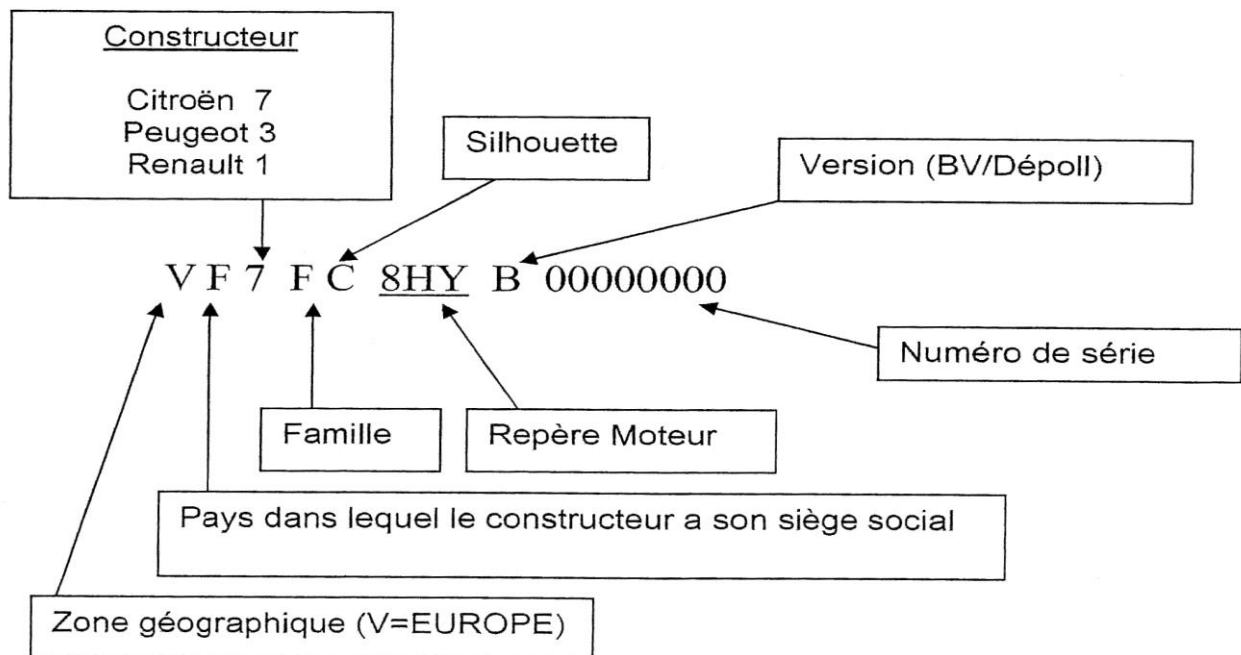 Constructeur
Citroën 7
Peugeot 3
Renault 1
Silhouette
Version (BV/Dépoll)
V F 7 F C 8HY B 00000000
Numéro de série
Famille
Repère Moteur
Pays dans lequel le constructeur a son siège social
Zone géographique (V=EUROPE)